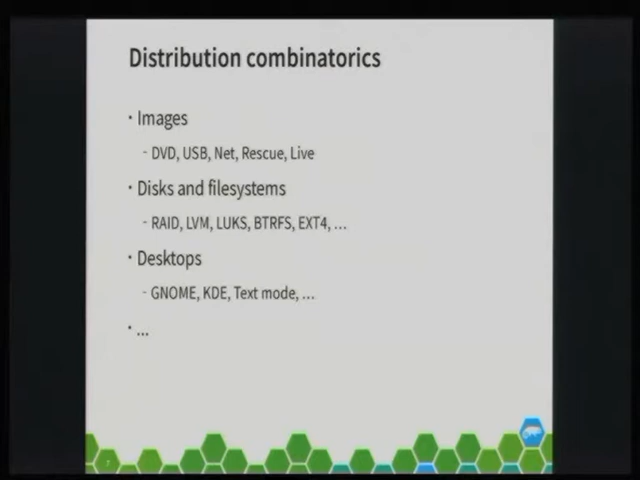 Distribution combinatorics
· Images
- DVD, USB, Net, Rescue, Live
· Disks and filesystems
- RAID, LVM, LUKS, BTRFS, EXT4, ...
· Desktops
- GNOME, KDE, Text mode, ...
· ...
7